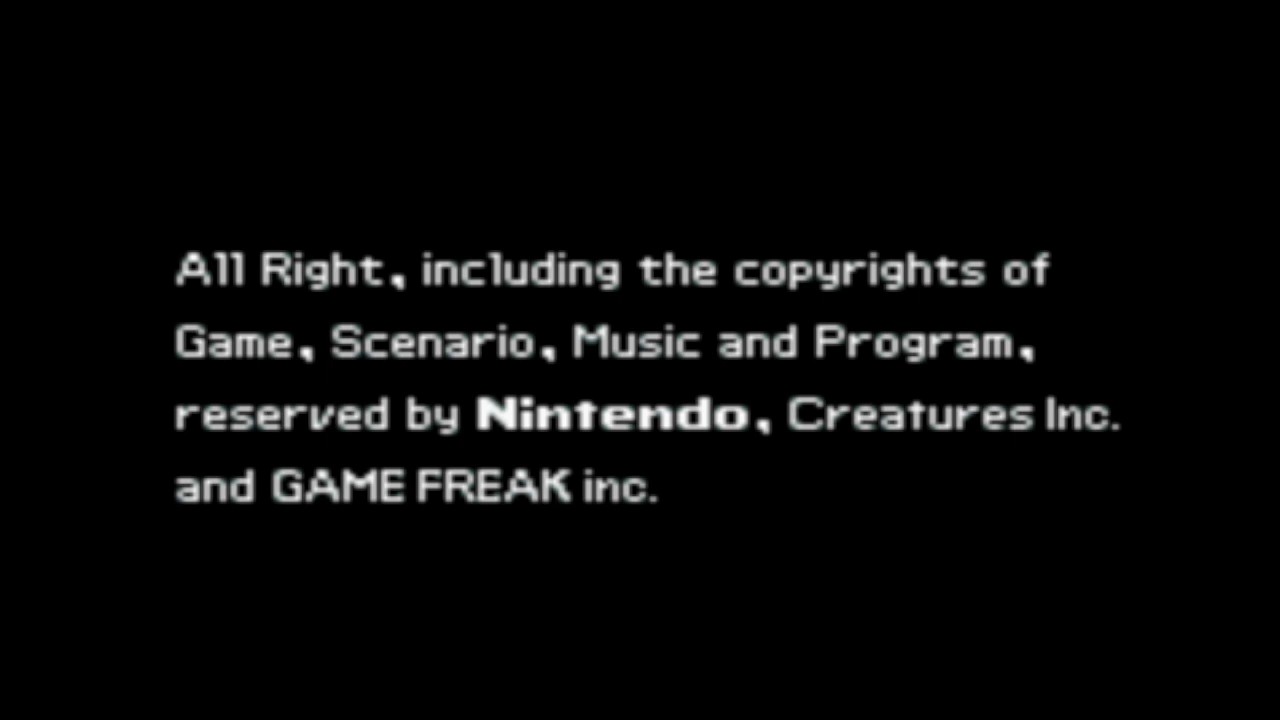 All Right, including the copyrights of
Game, Scenario, Music and Program,
reserved by Nintendo, Creatures Inc.
and GAME FREAK inc.